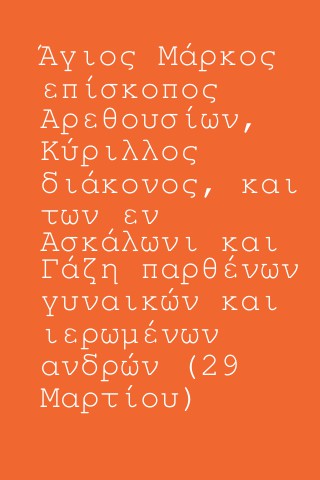 Άγιος Μάρκος
επίσκοπος
Αρεθουσίων,
Κύριλλος
διάκονος, και
των εν
Ασκάλωνι και
Γάζη παρθένων
γυναικών και
ιερωμένων
ανδρών (29
Μαρτίου)